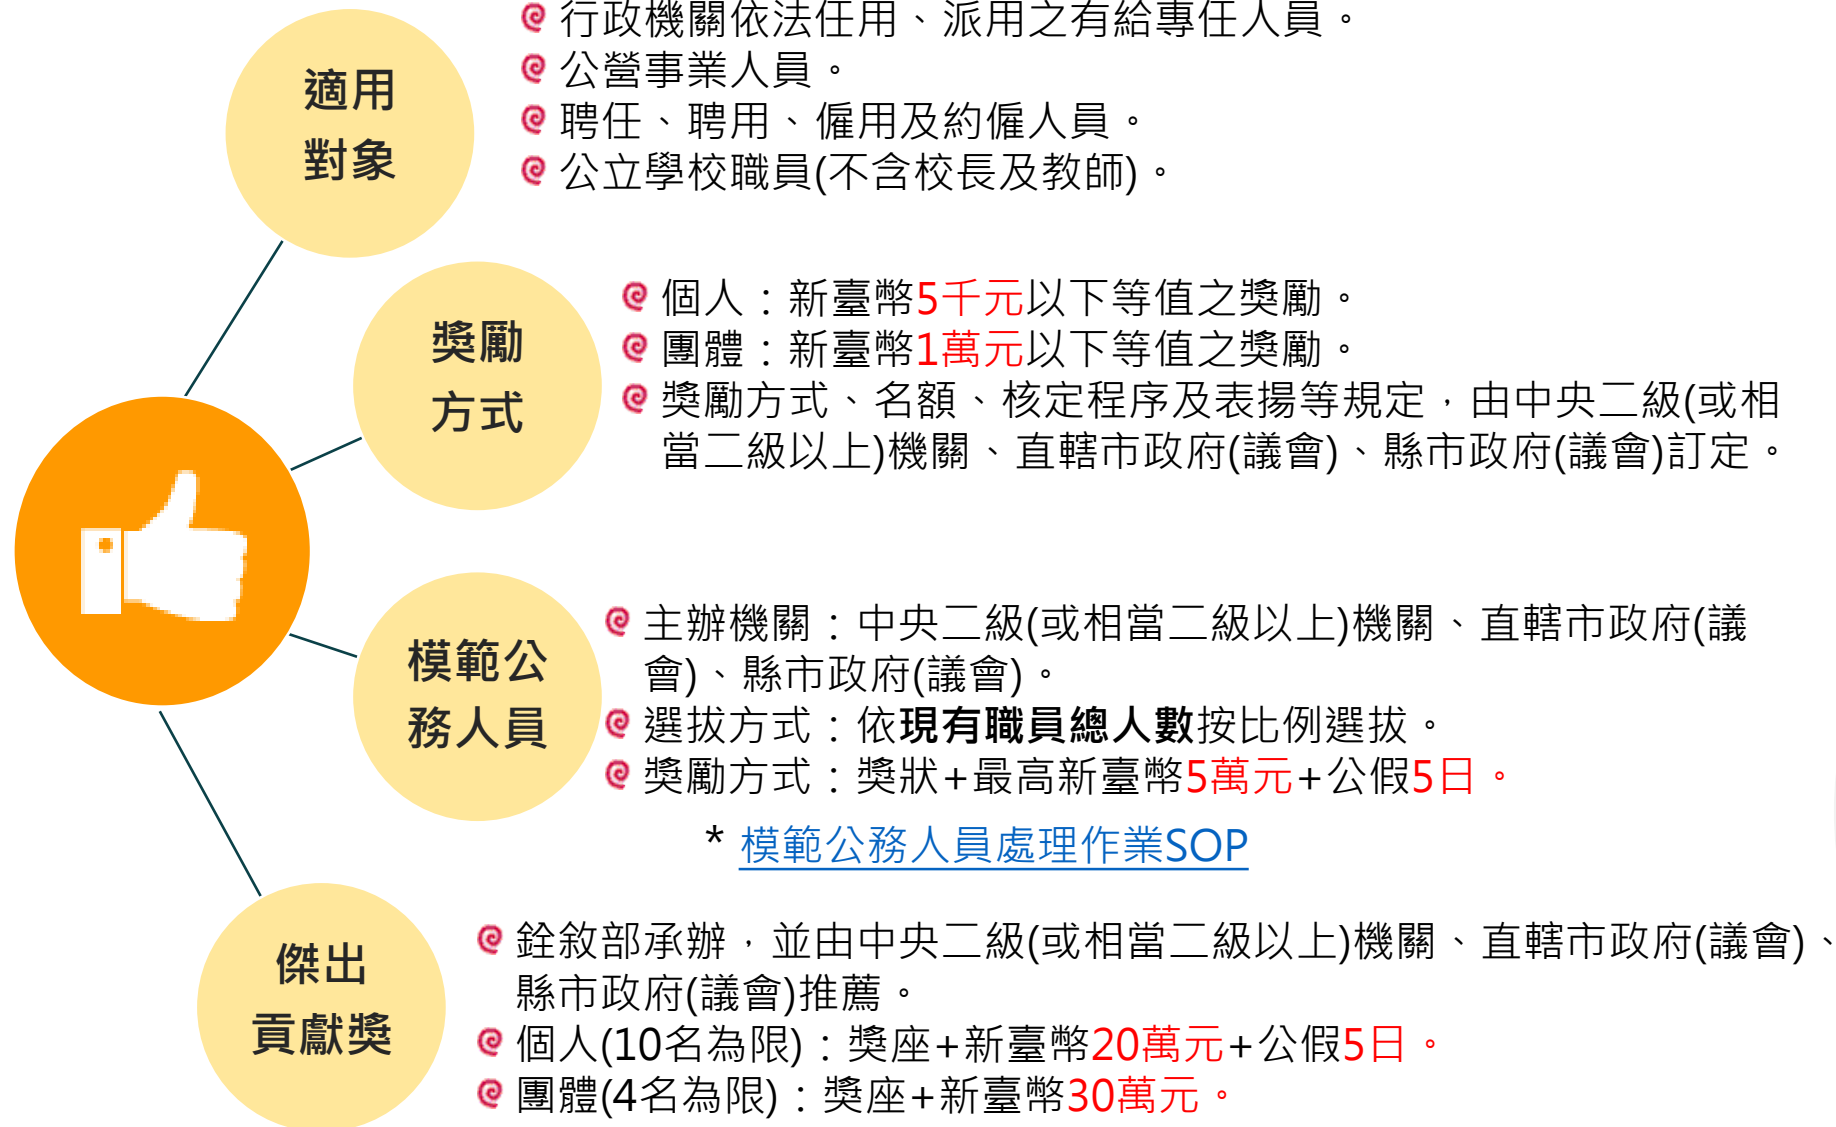 適用
對象
行政機關依法任用、派用之有給專任人員。
公營事業人員。
聘任、聘用、僱用及約僱人員。
公立學校職員(不含校長及教師)。
獎勵
方式
個人：新臺幣5千元以下等值之獎勵。
團體：新臺幣1萬元以下等值之獎勵。
獎勵方式、名額、核定程序及表揚等規定，由中央二級(或相
當二級以上)機關、直轄市政府(議會)、縣市政府(議會)訂定。
模範公
務人員
主辦機關：中央二級(或相當二級以上)機關、直轄市政府(議
會)、縣市政府(議會)。
選拔方式：依現有職員總人數按比例選拔。
獎勵方式：獎狀+最高新臺幣5萬元+公假5日。
* 模範公務人員處理作業SOP
傑出
貢獻獎
銓敘部承辦，並由中央二級(或相當二級以上)機關、直轄市政府(議會)、
縣市政府(議會)推薦。
個人(10名為限)：獎座+新臺幣20萬元+公假5日。
團體(4名為限)：獎座+新臺幣30萬元。